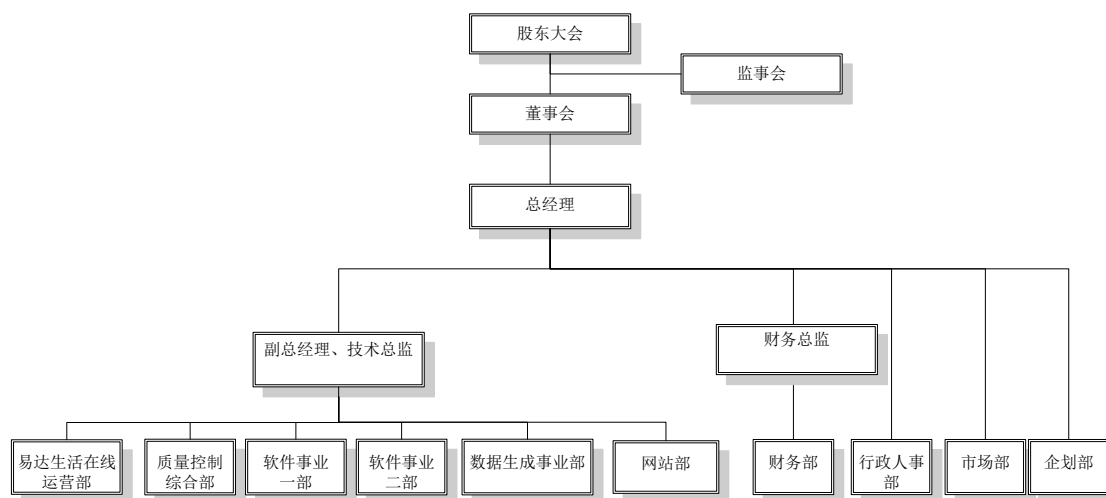 股东大会
监事会
董事会
总经理
副总经理、技术总监
财务总监
易达生活在线
运营部
质量控制
综合部
软件事业
一部
软件事业
二部
数据生成事业部
网站部
财务部
行政人事
部
市场部
企划部